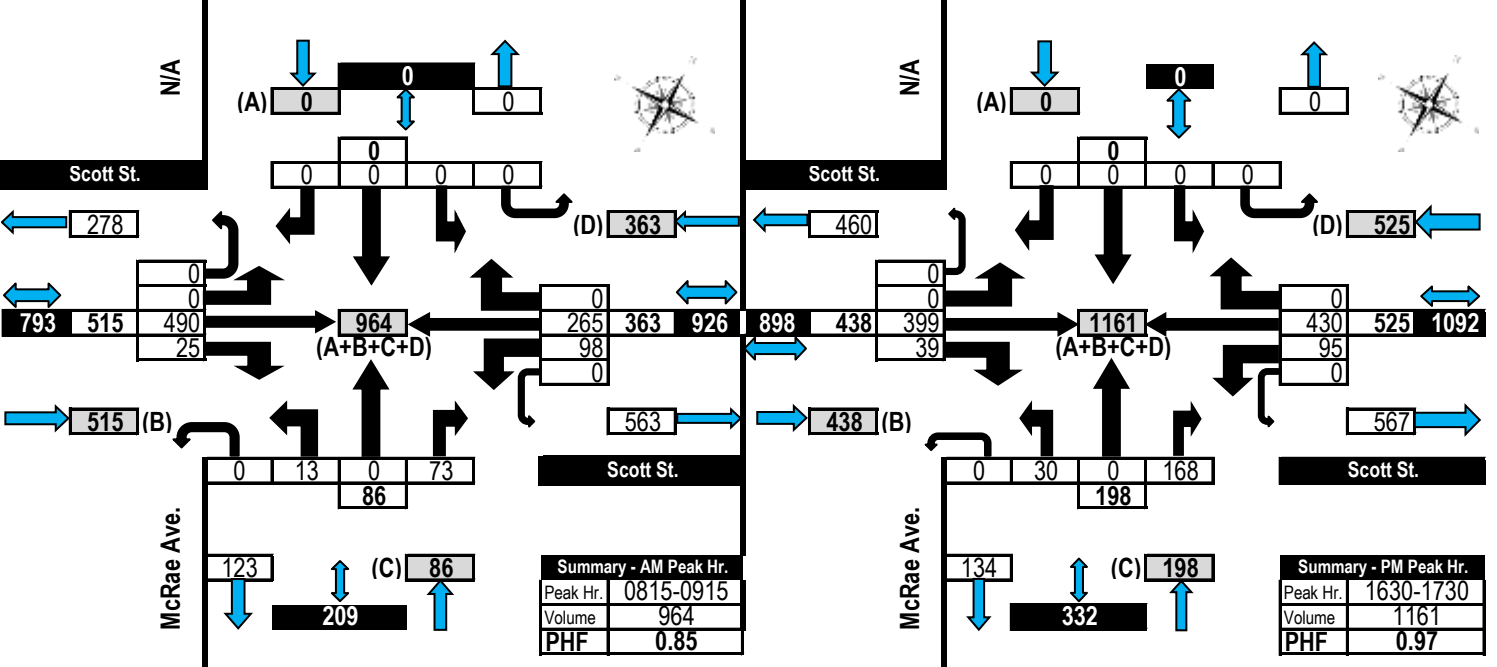 N/A
0
(A) 0
0
0
0 0 0 0
Scott St.
278
(D) 363
0
0
793 515 490
25
964
(A+B+C+D)
0
265 363 926
98
0
515 (B)
563
0 13 0 73
86
Scott St.
McRae Ave.
123
(C) 86
209
Summary - AM Peak Hr.
Peak Hr. 0815-0915
Volume 964
PHF 0.85
N/A
0
(A) 0
0
0
0 0 0 0
Scott St.
460
(D) 525
0
0
898 438 399
39
1161
(A+B+C+D)
0
430 525 1092
95
0
438 (B)
567
0 30 0 168
198
Scott St.
McRae Ave.
134
(C) 198
332
Summary - PM Peak Hr.
Peak Hr. 1630-1730
Volume 1161
PHF 0.97